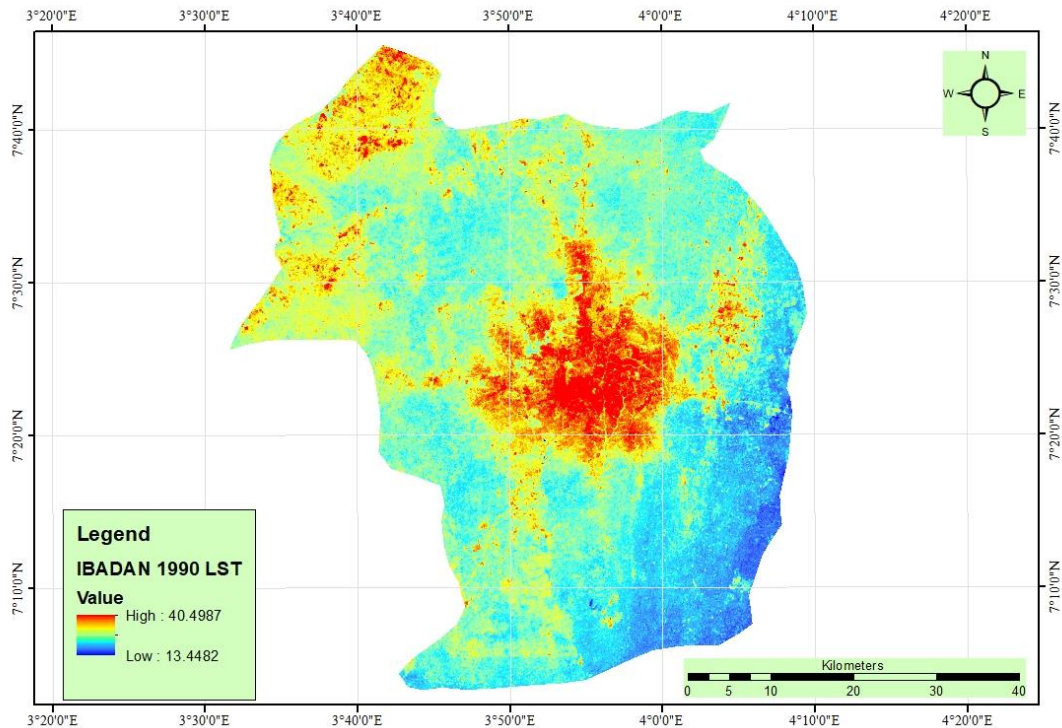 3°20'0"E 3°30'0"E 3°40'0"E 3°50'0"E 4°0'0"E 4°10'0"E 4°20'0"E
N
W E
S
7°40'0"N 7°40'0"N
7°30'0"N 7°30'0"N
7°20'0"N 7°20'0"N
7°10'0"N 7°10'0"N
Legend
IBADAN 1990 LST
Value
High : 40.4987
Low : 13.4482
Kilometers
0 5 10 20 30 40
3°20'0"E 3°30'0"E 3°40'0"E 3°50'0"E 4°0'0"E 4°10'0"E 4°20'0"E